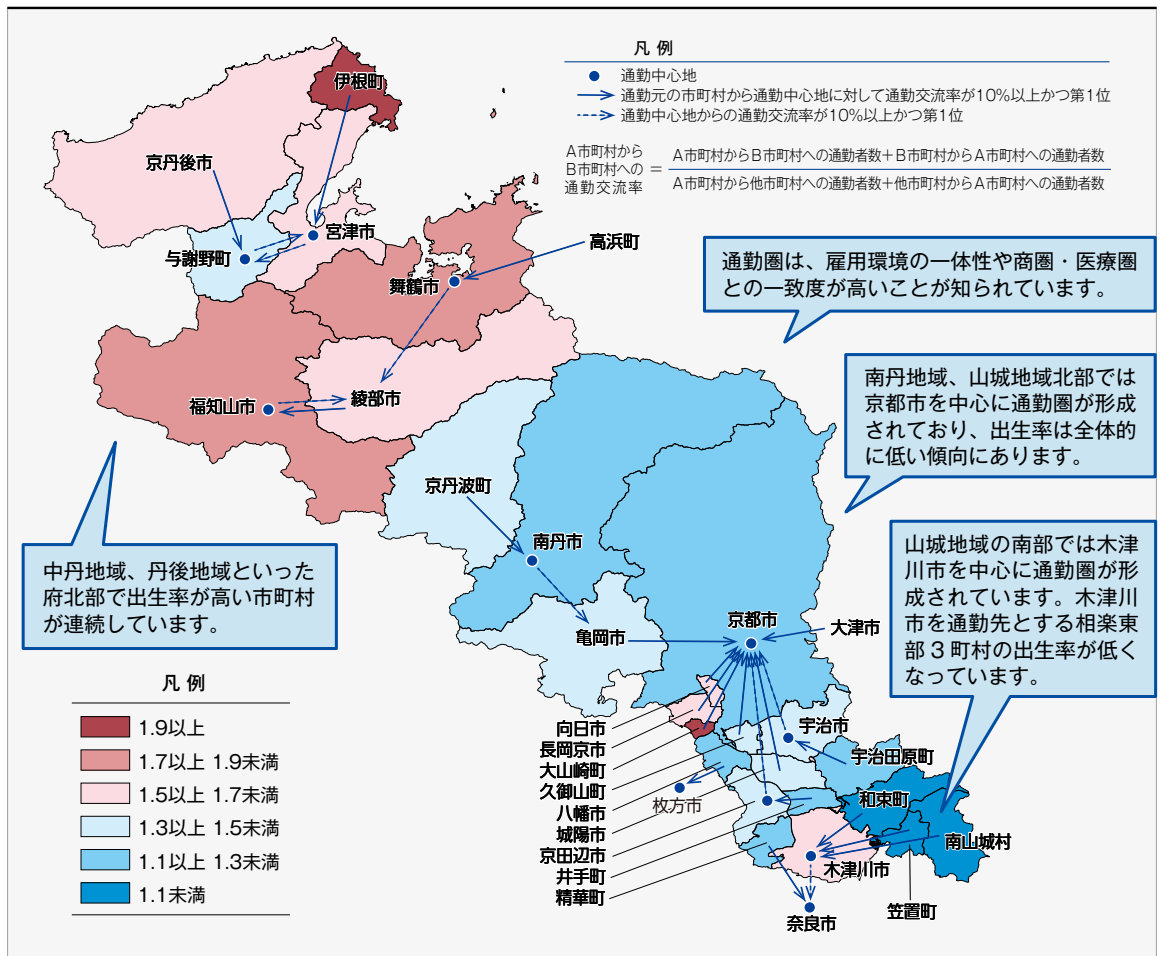 凡 例
通勤中心地
通勤元の市町村から通勤中心地に対して通勤交流率が10%以上かつ第1位
通勤中心地からの通勤交流率が10%以上かつ第1位
A市町村から
B市町村への
通勤交流率
=
A市町村からB市町村への通勤者数+B市町村からA市町村への通勤者数
A市町村から他市町村への通勤者数+他市町村からA市町村への通勤者数
伊根町
京丹後市
宮津市
与謝野町
高浜町
舞鶴市
福知山市
綾部市
通勤圏は、雇用環境の一体性や商圏・医療圏
との一致度が高いことが知られています。
南丹地域、山城地域北部では
京都市を中心に通勤圏が形成
されており、出生率は全体的
に低い傾向にあります。
京丹波町
南丹市
亀岡市
京都市
大津市
中丹地域、丹後地域といった
府北部で出生率が高い市町村
が連続しています。
山城地域の南部では木津
川市を中心に通勤圏が形
成されています。木津川
市を通勤先とする相楽東
部3町村の出生率が低く
なっています。
凡 例
1.9以上
1.7以上 1.9未満
1.5以上 1.7未満
1.3以上 1.5未満
1.1以上 1.3未満
1.1未満
向日市
長岡京市
大山崎町
久御山町
八幡市
城陽市
京田辺市
井手町
精華町
宇治市
宇治田原町
枚方市
和束町
南山城村
木津川市
笠置町
奈良市